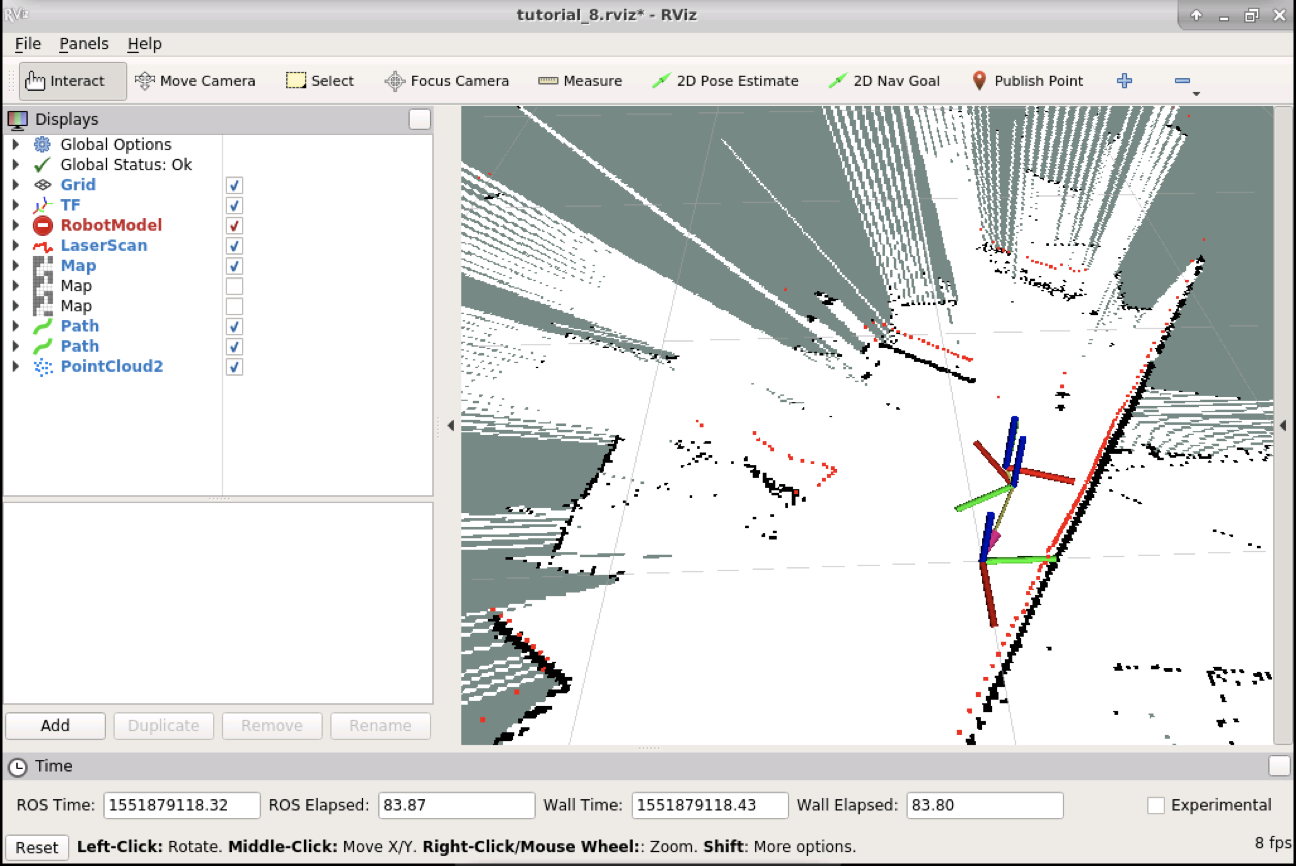 RViz
tutorial_8.rviz* - RViz
File Panels Help
Interact Move Camera Select Focus Camera Measure 2D Pose Estimate 2D Nav Goal Publish Point
Displays
Global Options
Global Status: Ok
Grid
TF
RobotModel
LaserScan
Map
Map
Map
Path
Path
PointCloud2
Add Duplicate Remove Rename
Time
ROS Time: 1551879118.32 ROS Elapsed: 83.87 Wall Time: 1551879118.43 Wall Elapsed: 83.80 Experimental
Reset Left-Click: Rotate. Middle-Click: Move X/Y. Right-Click/Mouse Wheel:: Zoom. Shift: More options. 8 fps